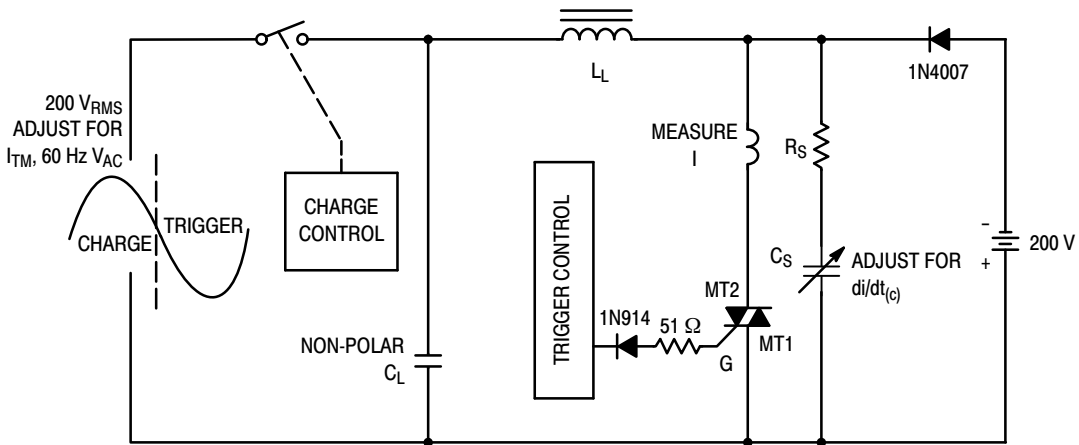 200 VRMS
ADJUST FOR
ITM, 60 Hz VAC
CHARGE
TRIGGER
CHARGE
CONTROL
NON-POLAR
CL
LL
TRIGGER CONTROL
1N914
51 Ω
G
MEASURE
I
MT2
MT1
RS
CS
ADJUST FOR
di/dt(c)
1N4007
-
+
200 V